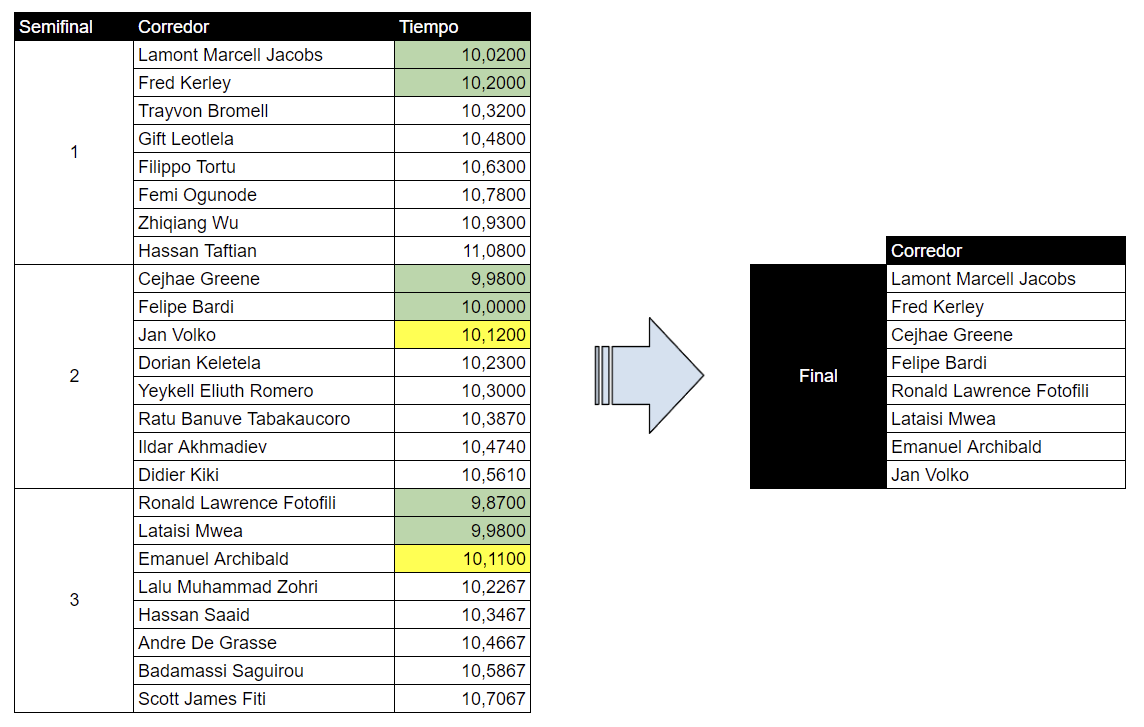 Semifinal Corredor Tiempo
1
Lamont Marcell Jacobs 10,0200
Fred Kerley 10,2000
Trayvon Bromell 10,3200
Gift Leotlela 10,4800
Filippo Tortu 10,6300
Femi Ogunode 10,7800
Zhiqiang Wu 10,9300
Hassan Taftian 11,0800
2
Cejhae Greene 9,9800
Felipe Bardi 10,0000
Jan Volko 10,1200
Dorian Keletela 10,2300
Yeykell Eliuth Romero 10,3000
Ratu Banuve Tabakaucoro 10,3870
Ildar Akhmadiev 10,4740
Didier Kiki 10,5610
3
Ronald Lawrence Fotofili 9,8700
Lataisi Mwea 9,9800
Emanuel Archibald 10,1100
Lalu Muhammad Zohri 10,2267
Hassan Saaid 10,3467
Andre De Grasse 10,4667
Badamassi Saguirou 10,5867
Scott James Fiti 10,7067
Corredor
Final
Lamont Marcell Jacobs
Fred Kerley
Cejhae Greene
Felipe Bardi
Ronald Lawrence Fotofili
Lataisi Mwea
Emanuel Archibald
Jan Volko